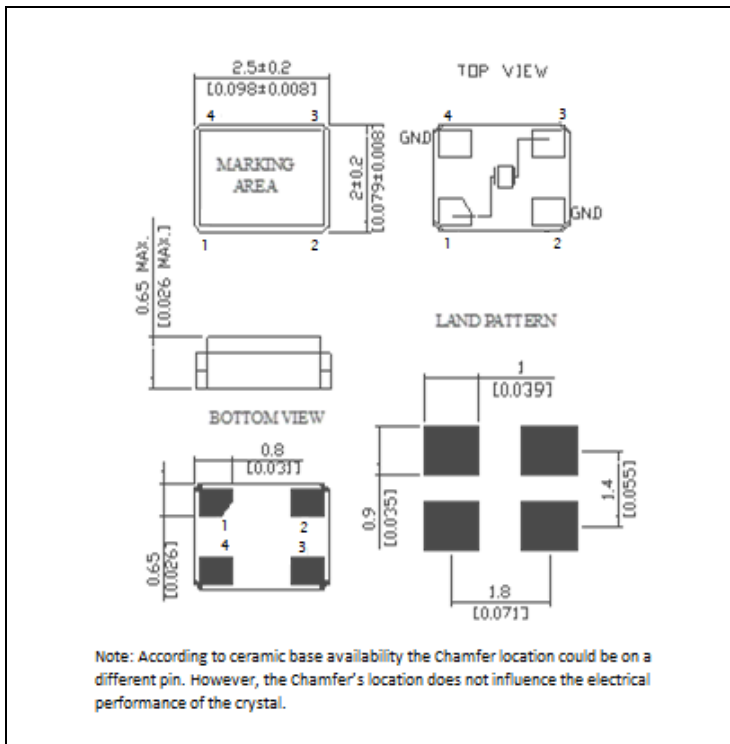 2.5±0.2
[0.098±0.008]
TOP VIEW
4 3
4 3
GND
MARKING
AREA
2±0.2
[0.079±0.008]
GND
1 2
1 2
0.65 MAX.
[0.026 MAX.]
LAND PATTERN
1
[0.039]
BOTTOM VIEW
0.8
[0.031]
1 2
4 3
0.65
[0.026]
0.9
[0.035]
1.4
[0.055]
1.8
[0.071]
Note: According to ceramic base availability the Chamfer location could be on a
different pin. However, the Chamfer's location does not influence the electrical
performance of the crystal.